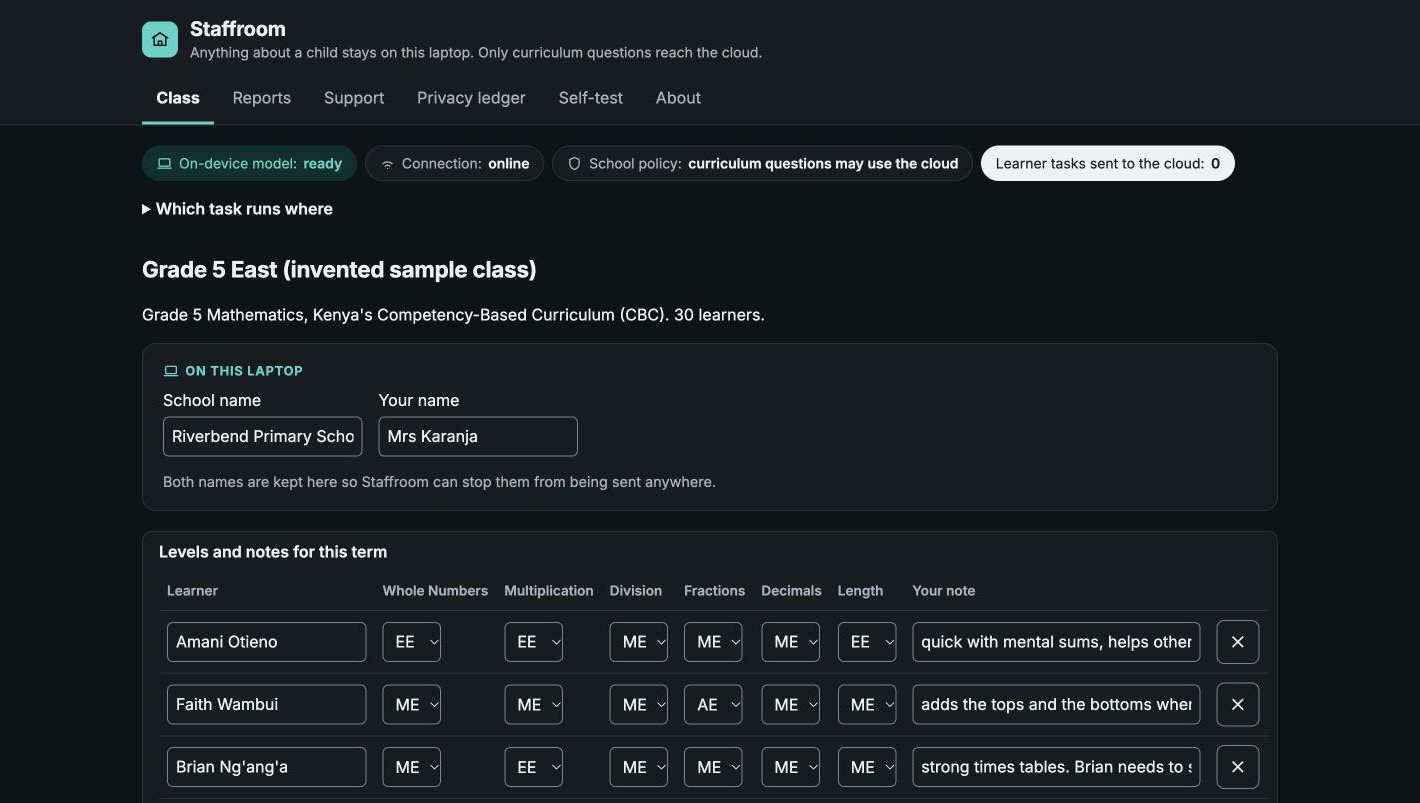 Staffroom
Anything about a child stays on this laptop. Only curriculum questions reach the cloud.
Class Reports Support Privacy ledger Self-test About
On-device model: ready Connection: online School policy: curriculum questions may use the cloud Learner tasks sent to the cloud: 0
Which task runs where
Grade 5 East (invented sample class)
Grade 5 Mathematics, Kenya's Competency-Based Curriculum (CBC). 30 learners.
ON THIS LAPTOP
School name Your name
Riverbend Primary Scho Mrs Karanja
Both names are kept here so Staffroom can stop them from being sent anywhere.
Levels and notes for this term
Learner Whole Numbers Multiplication Division Fractions Decimals Length Your note
Amani Otieno EE EE ME ME ME EE quick with mental sums, helps other
Faith Wambui ME ME ME AE ME ME adds the tops and the bottoms when
Brian Ng'ang'a ME EE ME ME ME ME strong times tables. Brian needs to s